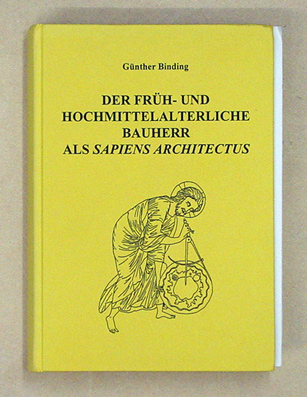 Günther Binding
DER FRÜH- UND
HOCHMITTELALTERLICHE
BAUHERR
ALS SAPIENS ARCHITECTUS